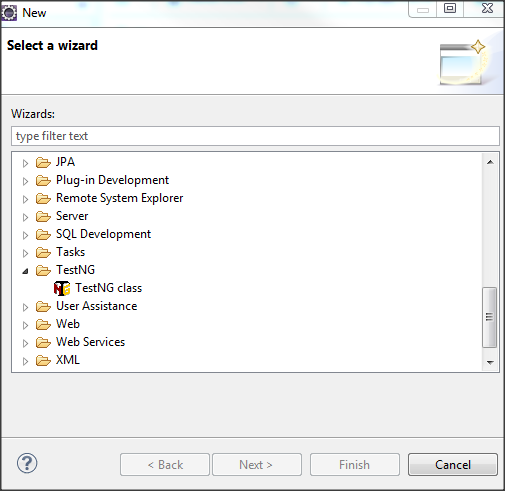 New
Select a wizard
Wizards:
type filter text
JPA
Plug-in Development
Remote System Explorer
Server
SQL Development
Tasks
TestNG
TestNG class
User Assistance
Web
Web Services
XML
?
< Back
Next >
Finish
Cancel